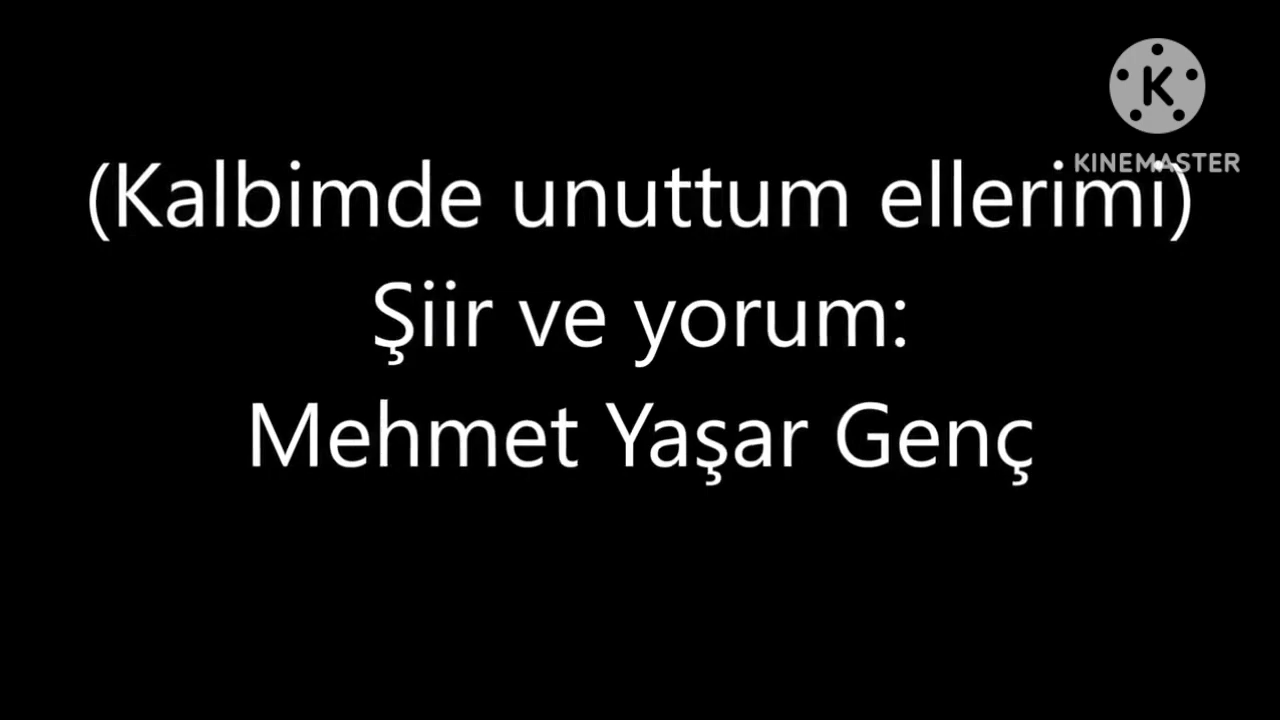 KINEMASTER
(Kalbimde unuttum ellerimi)
Şiir ve yorum:
Mehmet Yaşar Genç